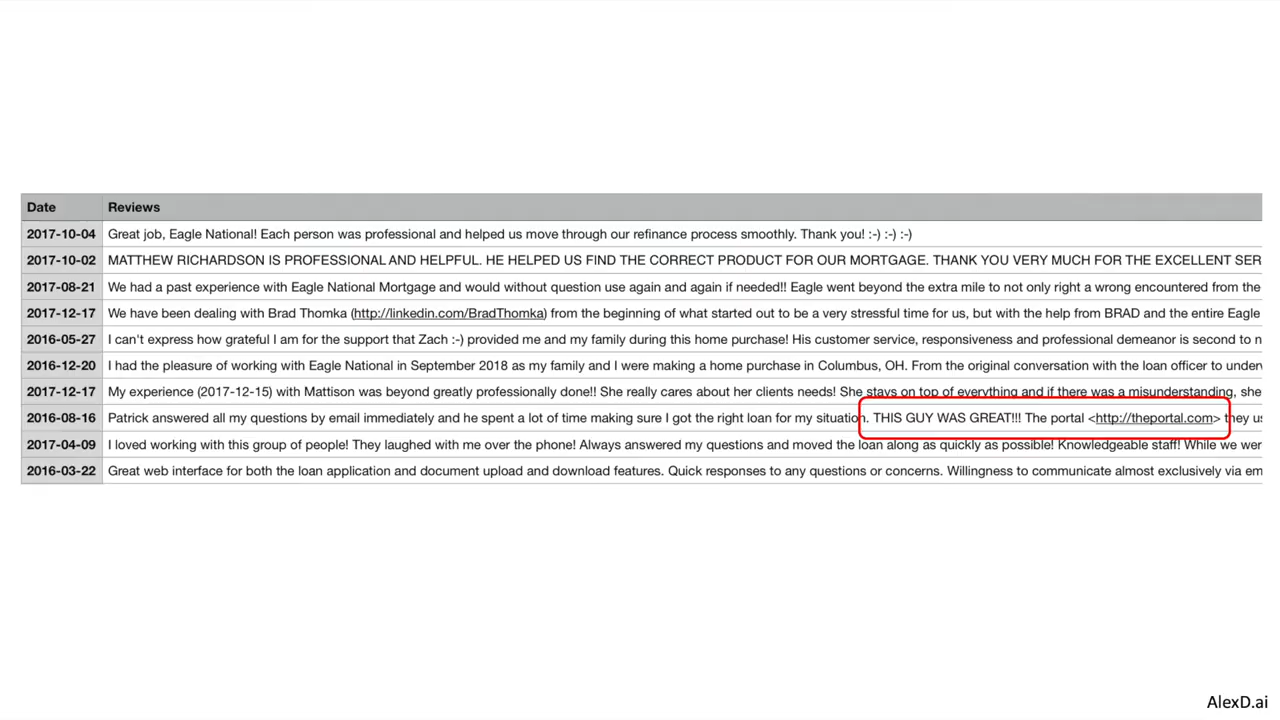 Date Reviews
2017-10-04 Great job, Eagle National! Each person was professional and helped us move through our refinance process smoothly. Thank you! :-) :-) :-)
2017-10-02 MATTHEW RICHARDSON IS PROFESSIONAL AND HELPFUL. HE HELPED US FIND THE CORRECT PRODUCT FOR OUR MORTGAGE. THANK YOU VERY MUCH FOR THE EXCELLENT SER
2017-08-21 We had a past experience with Eagle National Mortgage and would without question use again and again if needed!! Eagle went beyond the extra mile to not only right a wrong encountered from the
2017-12-17 We have been dealing with Brad Thomka (http://linkedin.com/BradThomka) from the beginning of what started out to be a very stressful time for us, but with the help from BRAD and the entire Eagle
2016-05-27 I can't express how grateful I am for the support that Zach :-) provided me and my family during this home purchase! His customer service, responsiveness and professional demeanor is second to n
2016-12-20 I had the pleasure of working with Eagle National in September 2018 as my family and I were making a home purchase in Columbus, OH. From the original conversation with the loan officer to underv
2017-12-17 My experience (2017-12-15) with Mattison was beyond greatly professionally done!! She really cares about her clients needs! She stays on top of everything and if there was a misunderstanding, she
2016-08-16 Patrick answered all my questions by email immediately and he spent a lot of time making sure I got the right loan for my situation. THIS GUY WAS GREAT!!! The portal <http://theportal.com> they us
2017-04-09 I loved working with this group of people! They laughed with me over the phone! Always answered my questions and moved the loan along as quickly as possible! Knowledgeable staff! While we wer
2016-03-22 Great web interface for both the loan application and document upload and download features. Quick responses to any questions or concerns. Willingness to communicate almost exclusively via em
AlexD.ai